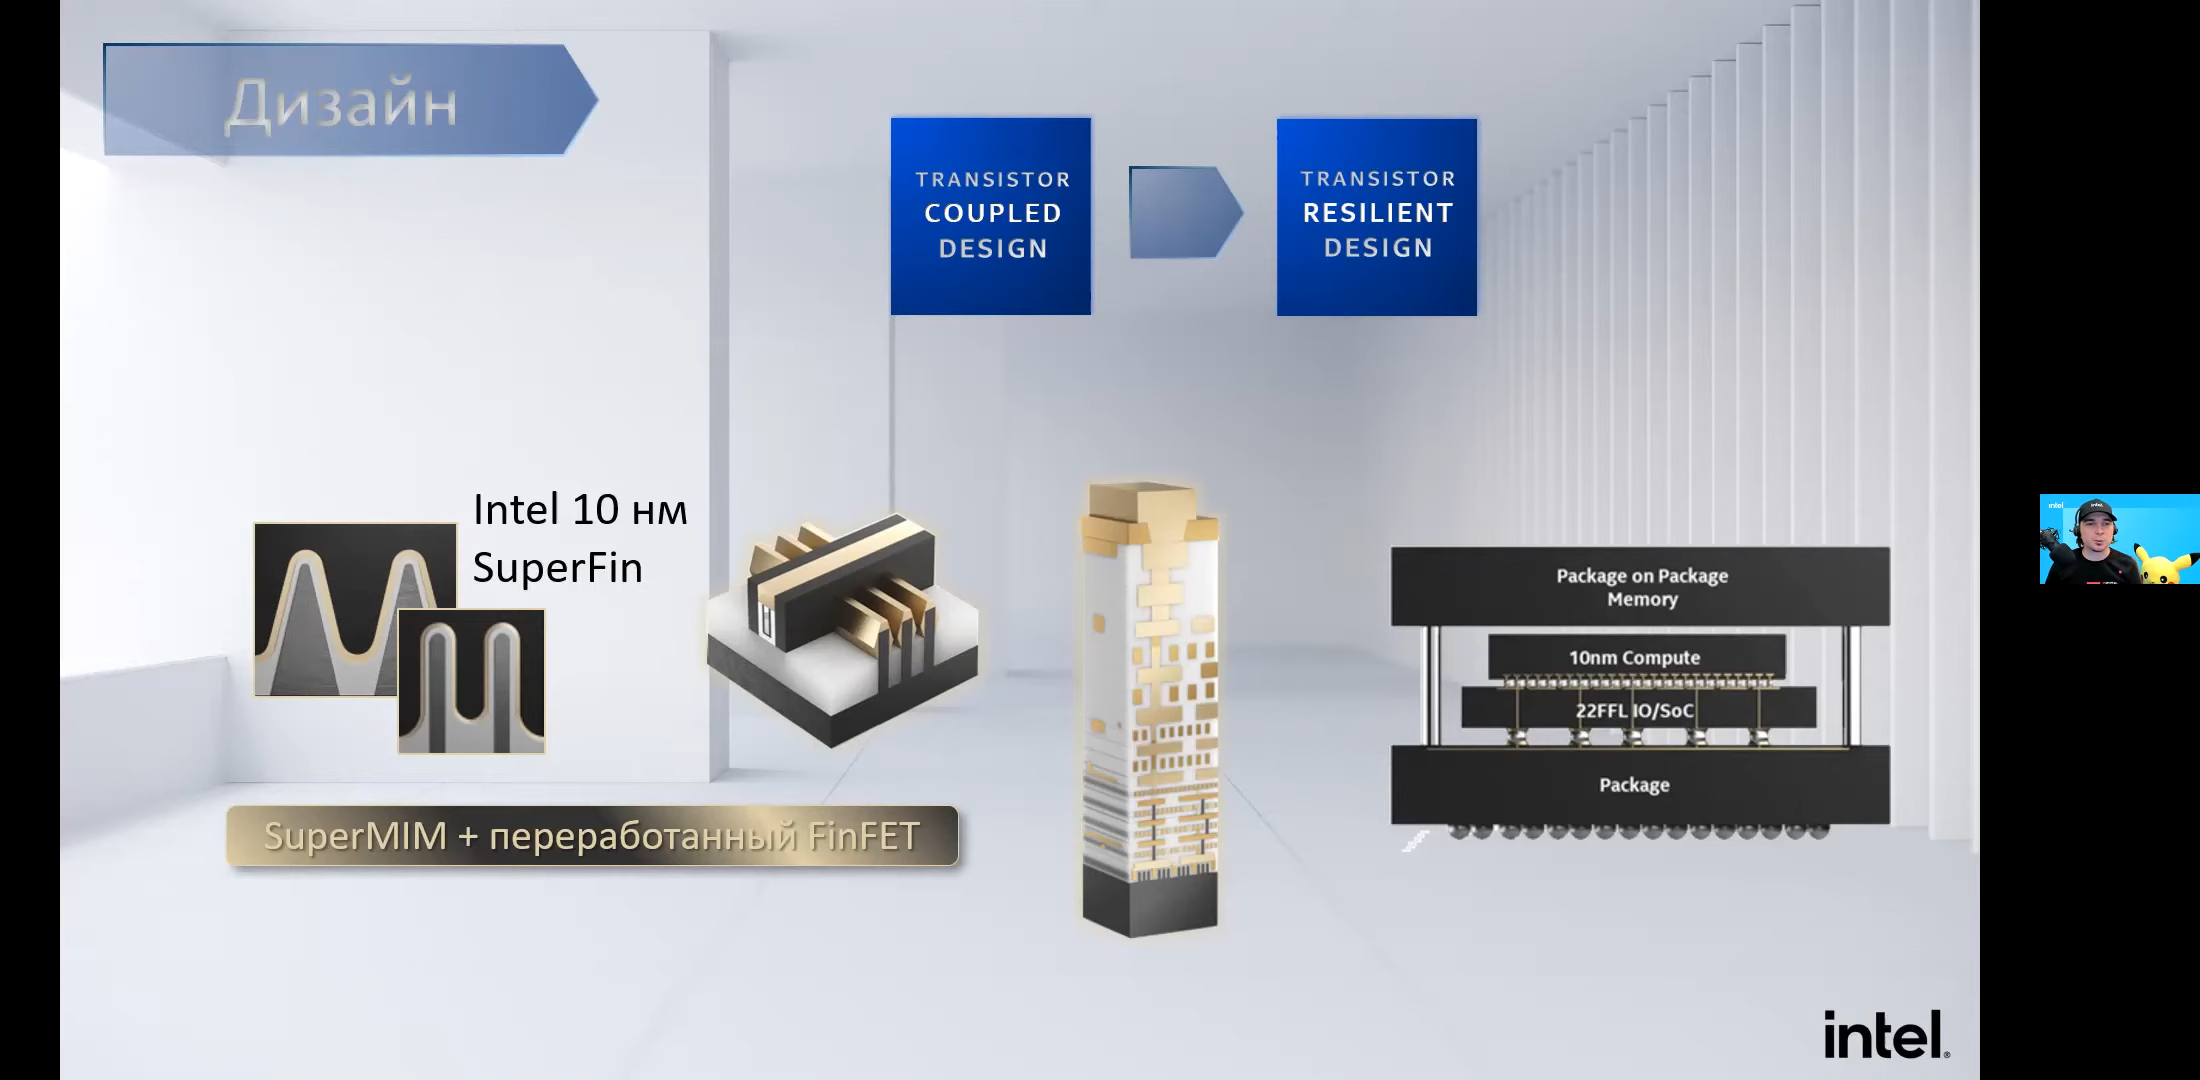 Дизайн
TRANSISTOR
COUPLED
DESIGN
TRANSISTOR
RESILIENT
DESIGN
Intel 10 нм
SuperFin
SuperMIM + переработанный FinFET
Package on Package
Memory
10nm Compute
22FFL IO/SoC
Package
intel
intel.